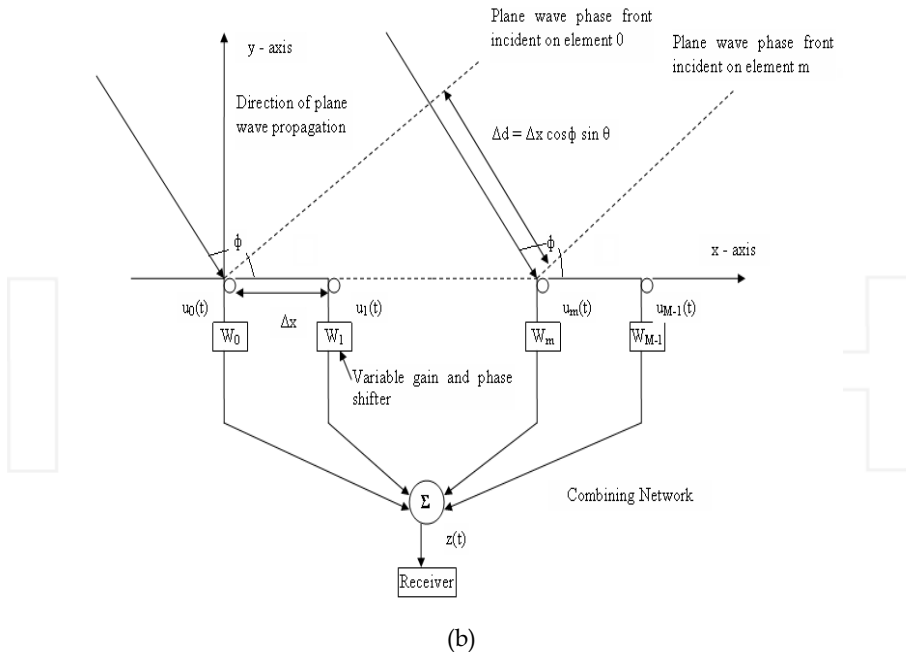 Plane wave phase front
incident on element 0
Plane wave phase front
incident on element m
y - axis
Direction of plane
wave propagation
Δd = Δx cosϕ sin θ
ϕ
ϕ
x - axis
u0(t)
Δx
u1(t)
um(t)
uM-1(t)
W0
W1
Wm
WM-1
Variable gain and phase
shifter
Σ
Combining Network
z(t)
Receiver
(b)